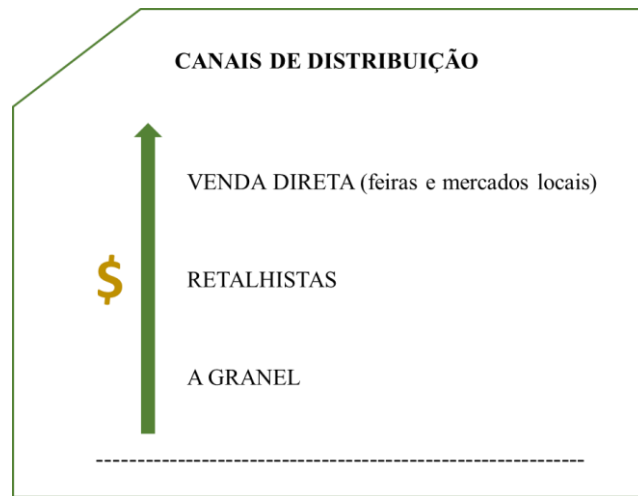 CANAIS DE DISTRIBUIÇÃO
VENDA DIRETA (feiras e mercados locais)
$
RETALHISTAS
A GRANEL